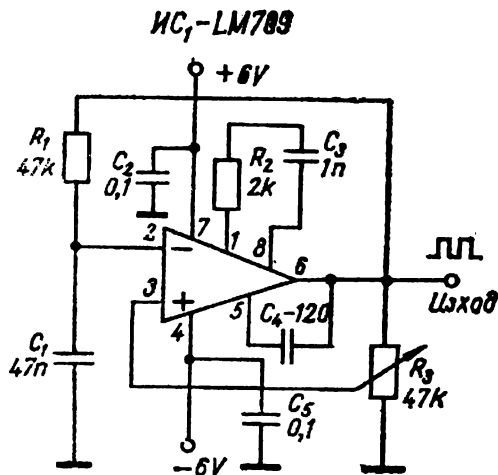 ИС₁-LM709
+6V
R₁
47k
C₂
0,1
R₂
2k
C₃
1n
7
1
8
2
-
6
3
+
5
4
C₄-120
Изход
C₁
47n
C₅
0,1
R₃
47K
-6V